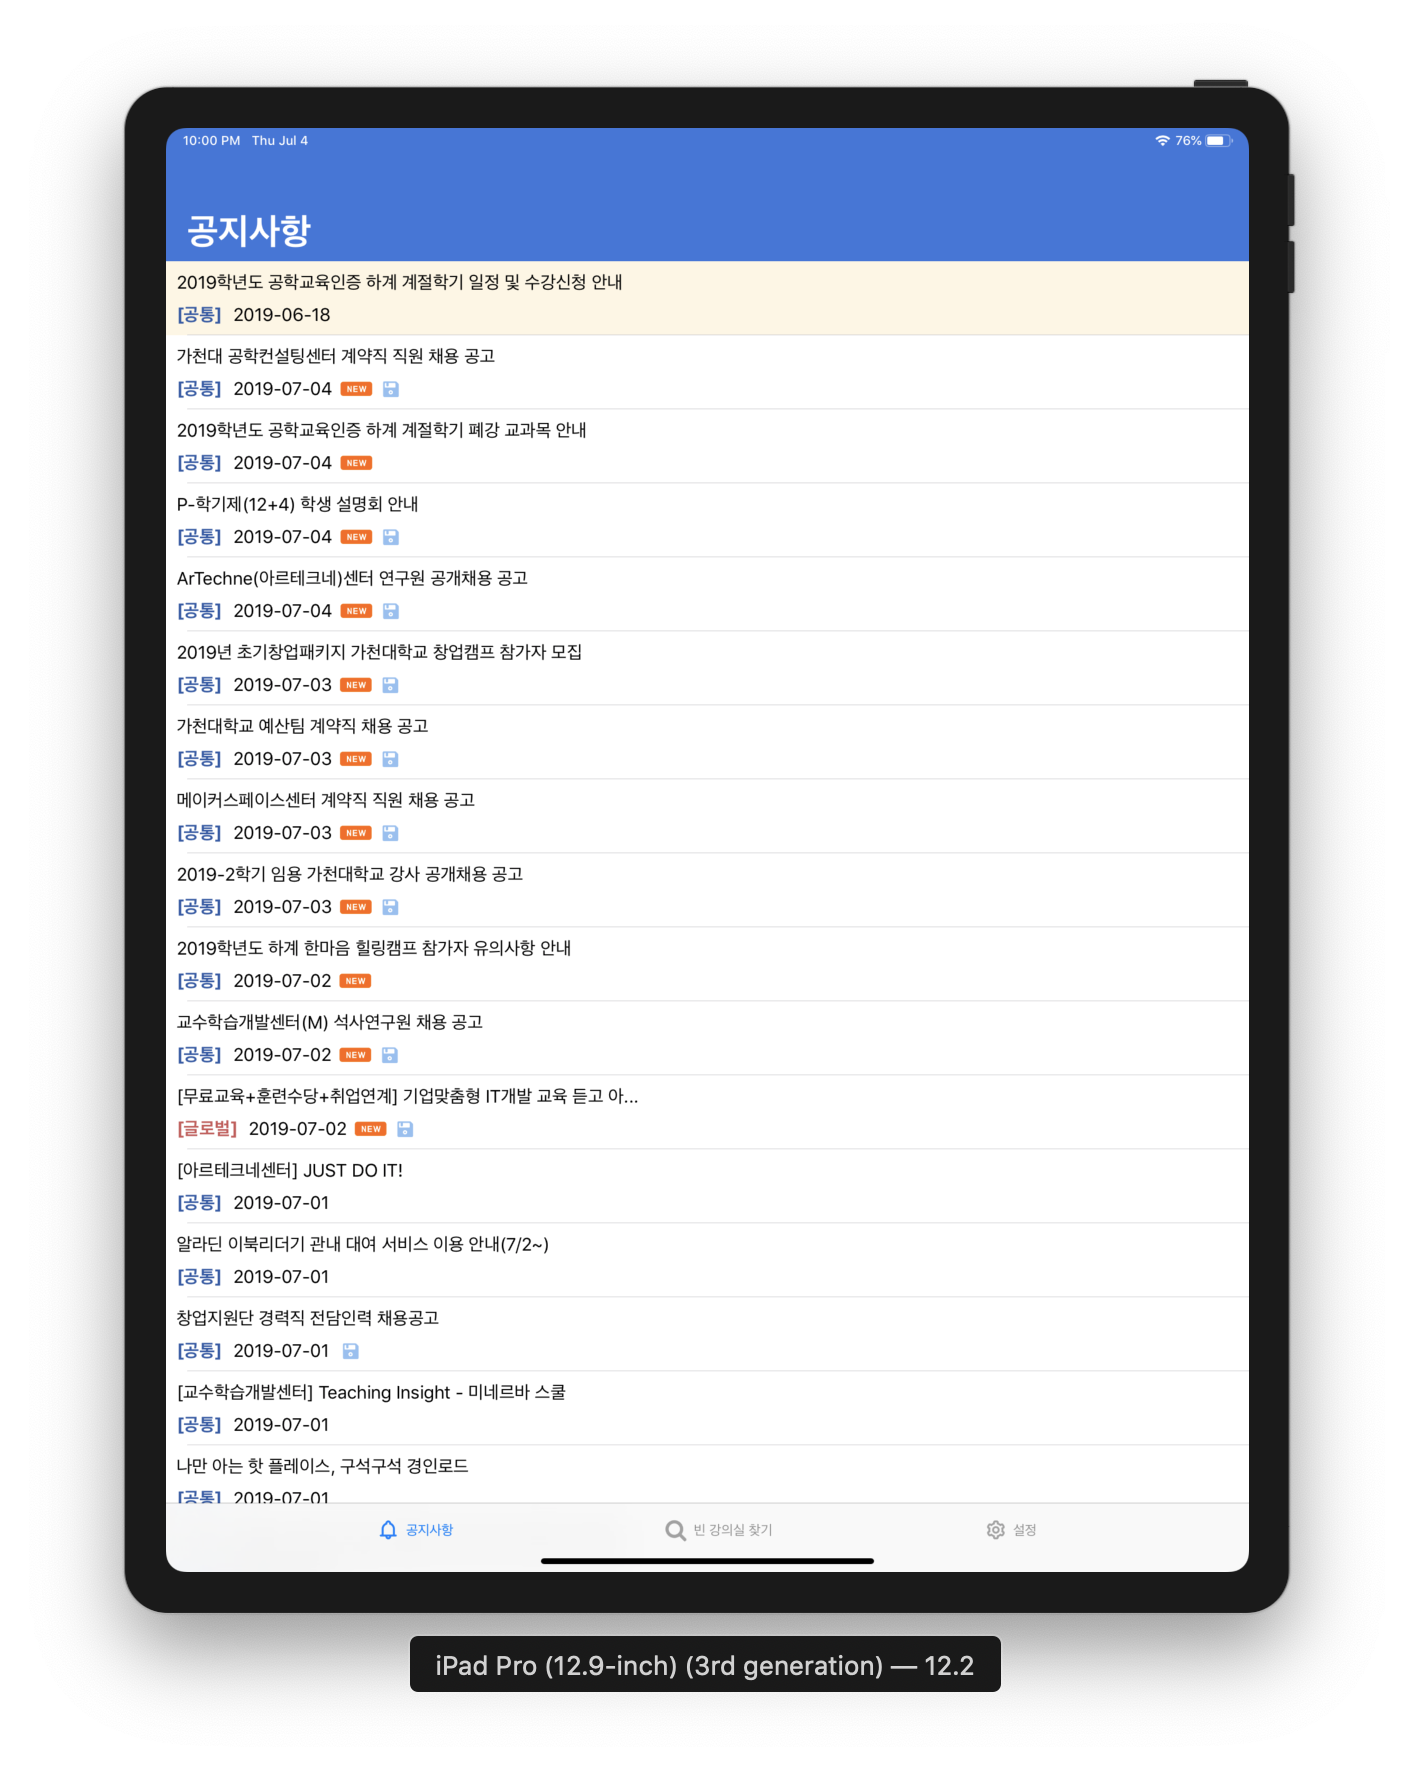 10:00 PM Thu Jul 4 76%
공지사항
2019학년도 공학교육인증 하계 계절학기 일정 및 수강신청 안내
[공통] 2019-06-18
가천대 공학컨설팅센터 계약직 직원 채용 공고
[공통] 2019-07-04 NEW
2019학년도 공학교육인증 하계 계절학기 폐강 교과목 안내
[공통] 2019-07-04 NEW
P-학기제(12+4) 학생 설명회 안내
[공통] 2019-07-04 NEW
ArTechne(아르테크네)센터 연구원 공개채용 공고
[공통] 2019-07-04 NEW
2019년 초기창업패키지 가천대학교 창업캠프 참가자 모집
[공통] 2019-07-03 NEW
가천대학교 예산팀 계약직 채용 공고
[공통] 2019-07-03 NEW
메이커스페이스센터 계약직 직원 채용 공고
[공통] 2019-07-03 NEW
2019-2학기 임용 가천대학교 강사 공개채용 공고
[공통] 2019-07-03 NEW
2019학년도 하계 한마음 힐링캠프 참가자 유의사항 안내
[공통] 2019-07-02 NEW
교수학습개발센터(M) 석사연구원 채용 공고
[공통] 2019-07-02 NEW
[무료교육+훈련수당+취업연계] 기업맞춤형 IT개발 교육 듣고 아...
[글로벌] 2019-07-02 NEW
[아르테크네센터] JUST DO IT!
[공통] 2019-07-01
알라딘 이북리더기 관내 대여 서비스 이용 안내(7/2~)
[공통] 2019-07-01
창업지원단 경력직 전담인력 채용공고
[공통] 2019-07-01
[교수학습개발센터] Teaching Insight - 미네르바 스쿨
[공통] 2019-07-01
나만 아는 핫 플레이스, 구석구석 경인로드
[공통] 2019-07-01
공지사항 빈 강의실 찾기 설정
iPad Pro (12.9-inch) (3rd generation) — 12.2